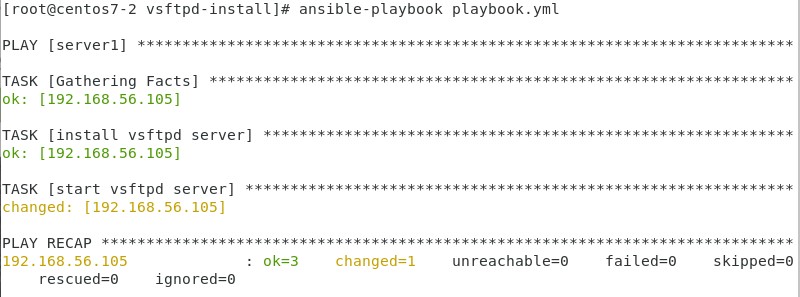 [root@centos7-2 vsftpd-install]# ansible-playbook playbook.yml
PLAY [server1] *************************************************************************
TASK [Gathering Facts] *****************************************************************
ok: [192.168.56.105]
TASK [install vsftpd server] ***********************************************************
ok: [192.168.56.105]
TASK [start vsftpd server] *************************************************************
changed: [192.168.56.105]
PLAY RECAP *****************************************************************************
192.168.56.105             : ok=3    changed=1    unreachable=0    failed=0    skipped=0
    rescued=0    ignored=0